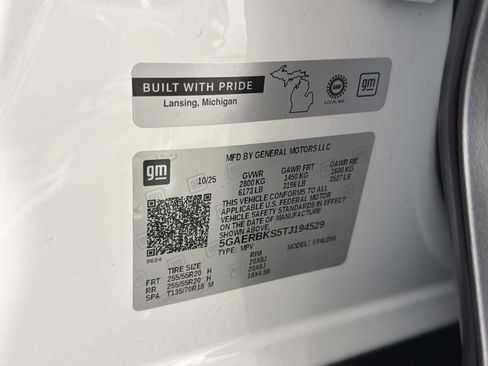 BUILT WITH PRIDE
Lansing, Michigan
UAW
LOCAL 602
gm
gm
MFD BY GENERAL MOTORS LLC
10/25
GVWR GAWR FRT GAWR RR
2800 KG 1450 KG 1600 KG
6173 LB 3196 LB 3527 LB
THIS VEHICLE CONFORMS TO ALL
APPLICABLE U.S. FEDERAL MOTOR
VEHICLE SAFETY STANDARDS IN EFFECT
ON THE DATE OF MANUFACTURE
5GAERBKS5TJ194529
TYPE: MPV MODEL:
8624
TIRE SIZE RIM
FRT 255/55R20 H 20X8J
RR 255/55R20 H 20X8J
SPA T135/70R18 M 18X4.5B